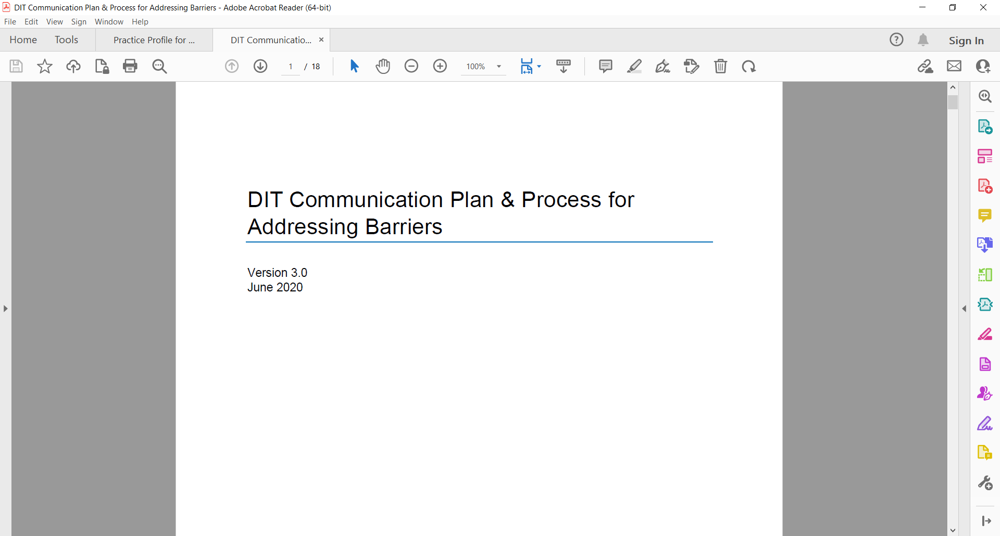 DIT Communication Plan & Process for Addressing Barriers - Adobe Acrobat Reader (64-bit)
File Edit View Sign Window Help
Home Tools Practice Profile for ... DIT Communicatio... ×
? Sign In
1 / 18 100%
DIT Communication Plan & Process for
Addressing Barriers
Version 3.0
June 2020